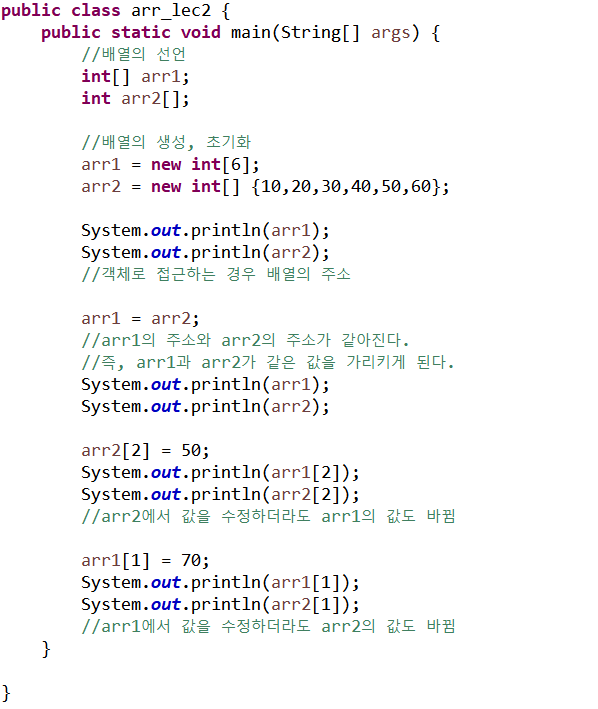 public class arr_lec2 {
    public static void main(String[] args) {
        //배열의 선언
        int[] arr1;
        int arr2[];

        //배열의 생성, 초기화
        arr1 = new int[6];
        arr2 = new int[] {10,20,30,40,50,60};

        System.out.println(arr1);
        System.out.println(arr2);
        //객체로 접근하는 경우 배열의 주소

        arr1 = arr2;
        //arr1의 주소와 arr2의 주소가 같아진다.
        //즉, arr1과 arr2가 같은 값을 가리키게 된다.
        System.out.println(arr1);
        System.out.println(arr2);

        arr2[2] = 50;
        System.out.println(arr1[2]);
        System.out.println(arr2[2]);
        //arr2에서 값을 수정하더라도 arr1의 값도 바뀜

        arr1[1] = 70;
        System.out.println(arr1[1]);
        System.out.println(arr2[1]);
        //arr1에서 값을 수정하더라도 arr2의 값도 바뀜
    }

}